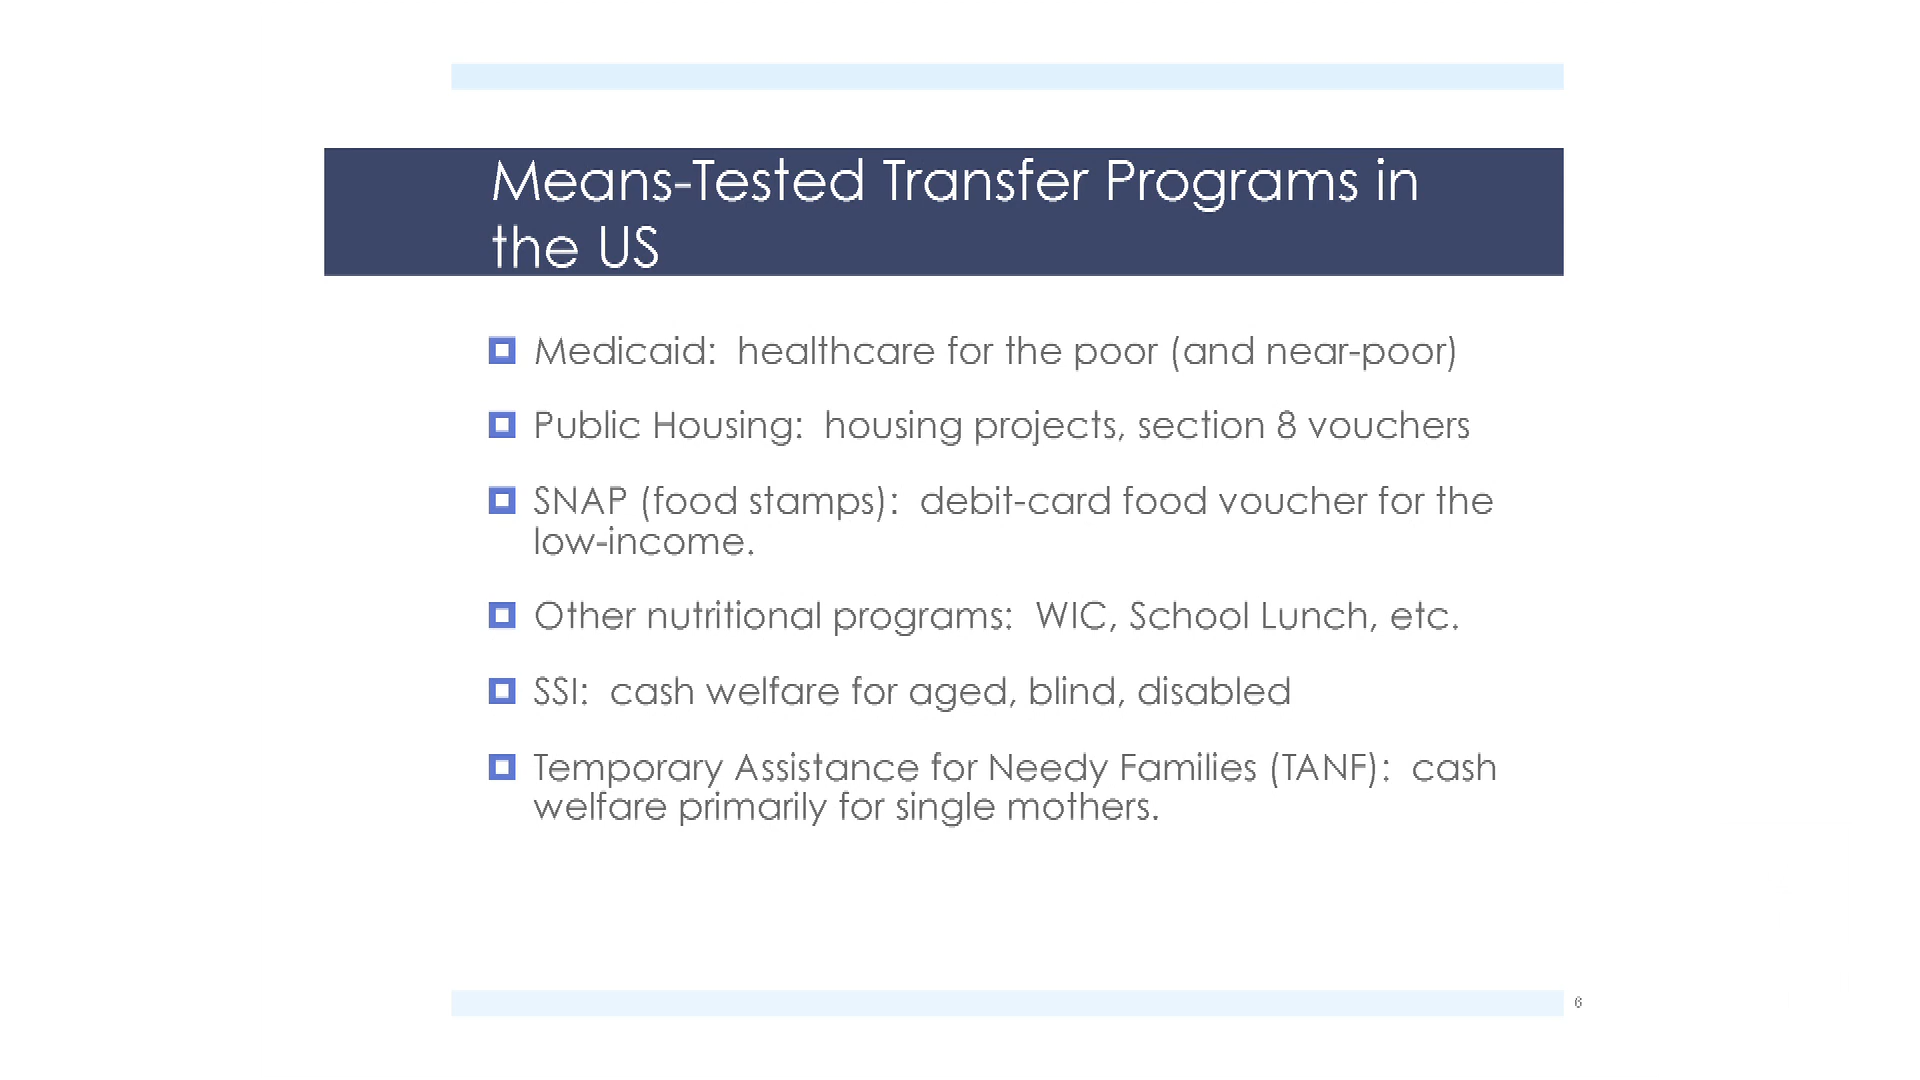 Means-Tested Transfer Programs in
the US
Medicaid:  healthcare for the poor (and near-poor)
Public Housing:  housing projects, section 8 vouchers
SNAP (food stamps):  debit-card food voucher for the
low-income.
Other nutritional programs:  WIC, School Lunch, etc.
SSI:  cash welfare for aged, blind, disabled
Temporary Assistance for Needy Families (TANF):  cash
welfare primarily for single mothers.
6